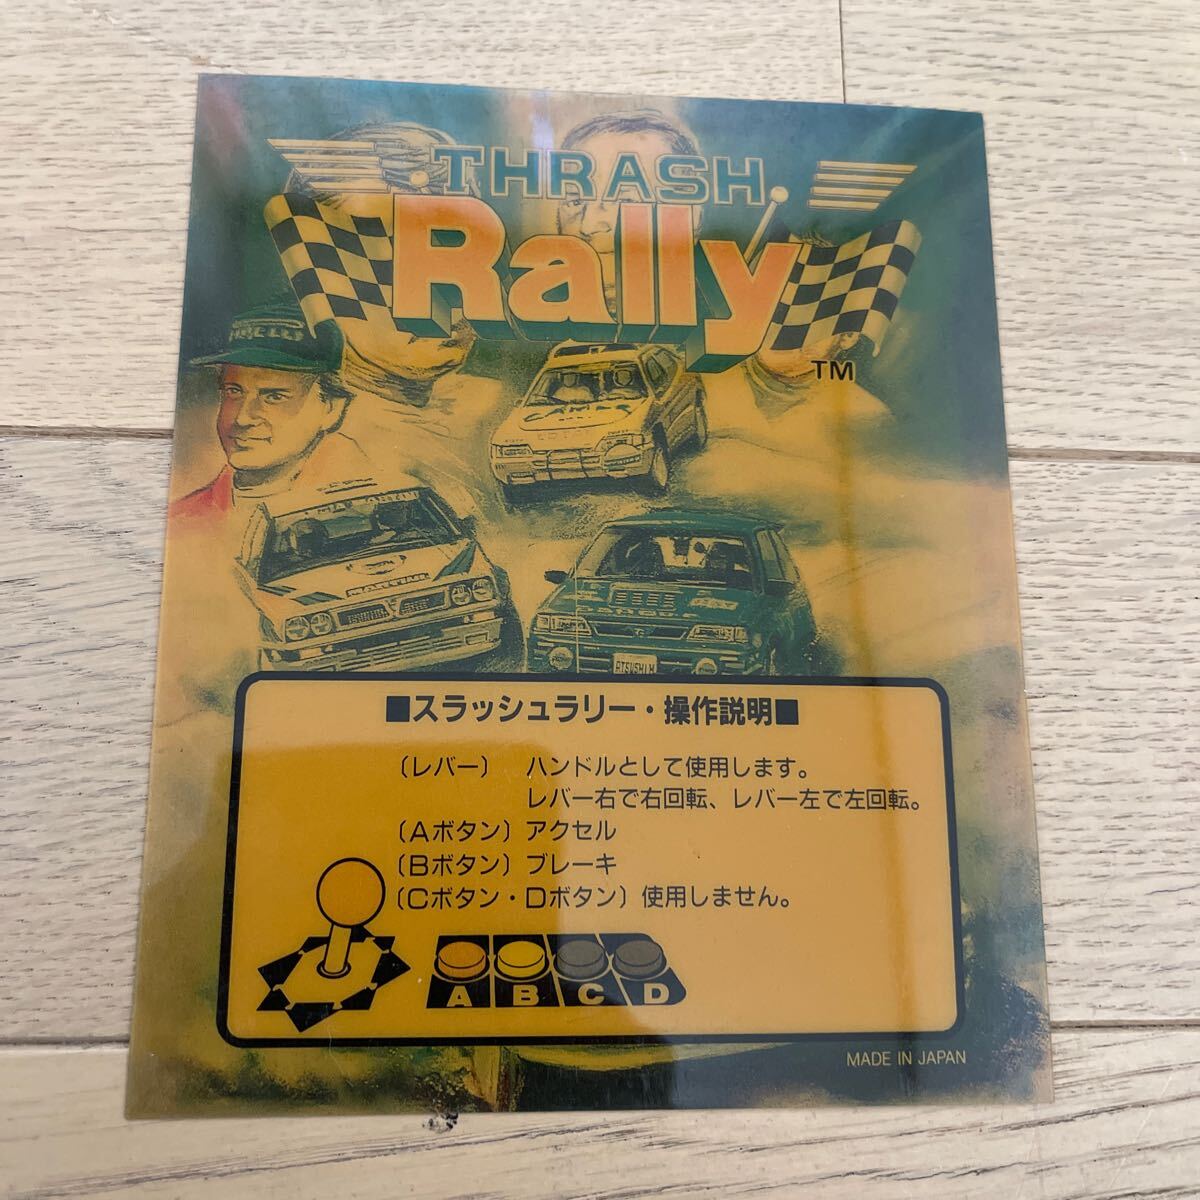 THRASH
Rally
TM
PIRELLI
CAMEL
MARTINI
■スラッシュラリー・操作説明■
(レバー) ハンドルとして使用します。
レバー右で右回転、レバー左で左回転。
(Aボタン) アクセル
(Bボタン) ブレーキ
(Cボタン・Dボタン) 使用しません。
A B C D
MADE IN JAPAN